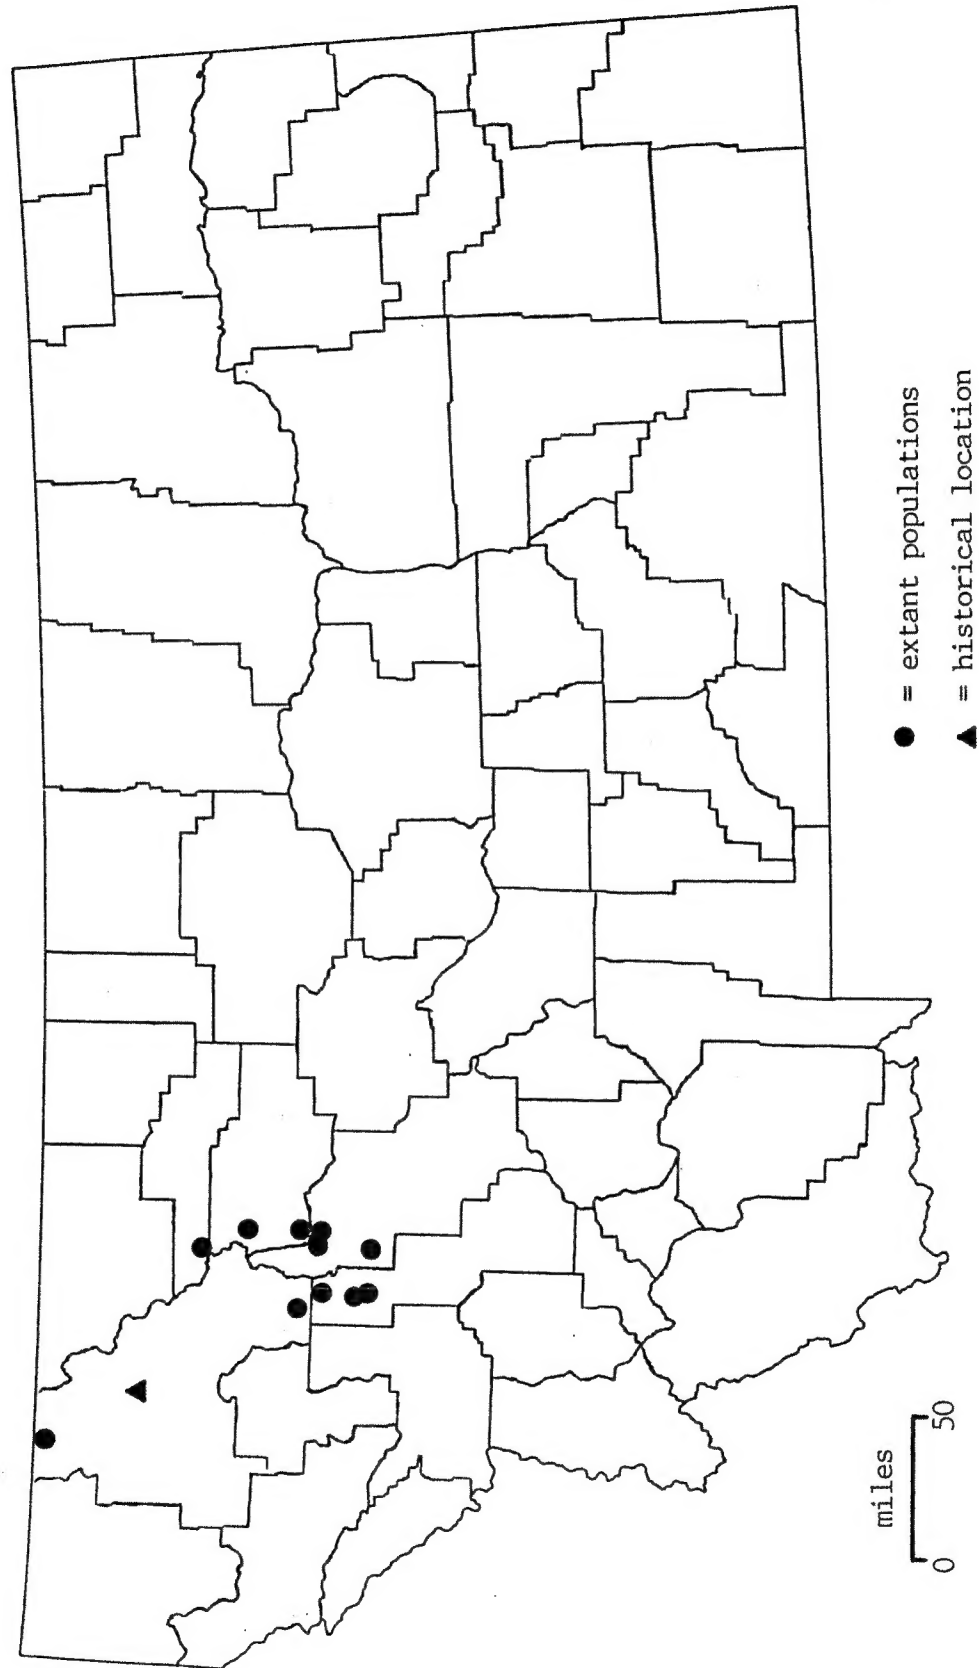 miles
0 50
● = extant populations
▲ = historical location